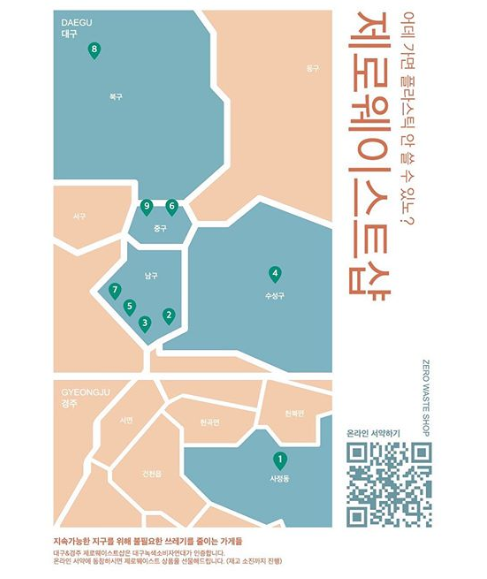 어데 가면 플라스틱 안 쓸 수 있노?
제로웨이스트샵
DAEGU
대구
8
북구
동구
서구
9
6
중구
남구
7
5
3
2
4
수성구
GYEONGJU
경주
서면
현곡면
천북면
건천읍
1
사정동
ZERO WASTE SHOP
온라인 서약하기
지속가능한 지구를 위해 불필요한 쓰레기를 줄이는 가게들
대구&경주 제로웨이스트샵은 대구녹색소비자연대가 인증합니다.
온라인 서약에 동참하시면 제로웨이스트 상품을 선물해드립니다. (재고 소진까지 진행)